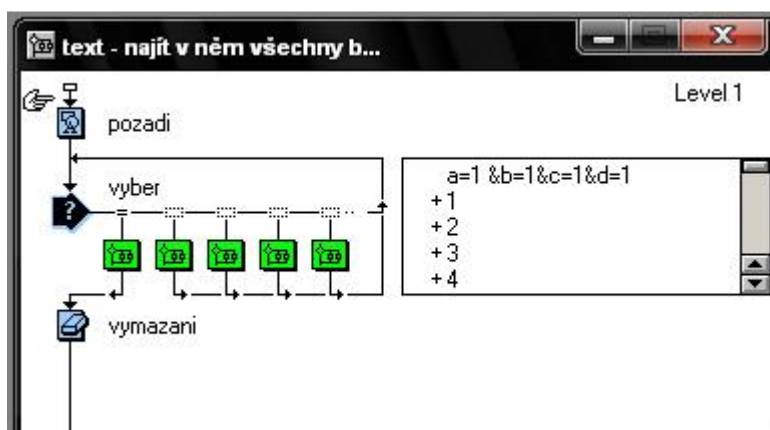 text - najít v něm všechny b...
Level 1
pozadi
vyber
a=1 &b=1&c=1&d=1
+1
+2
+3
+4
vymazani